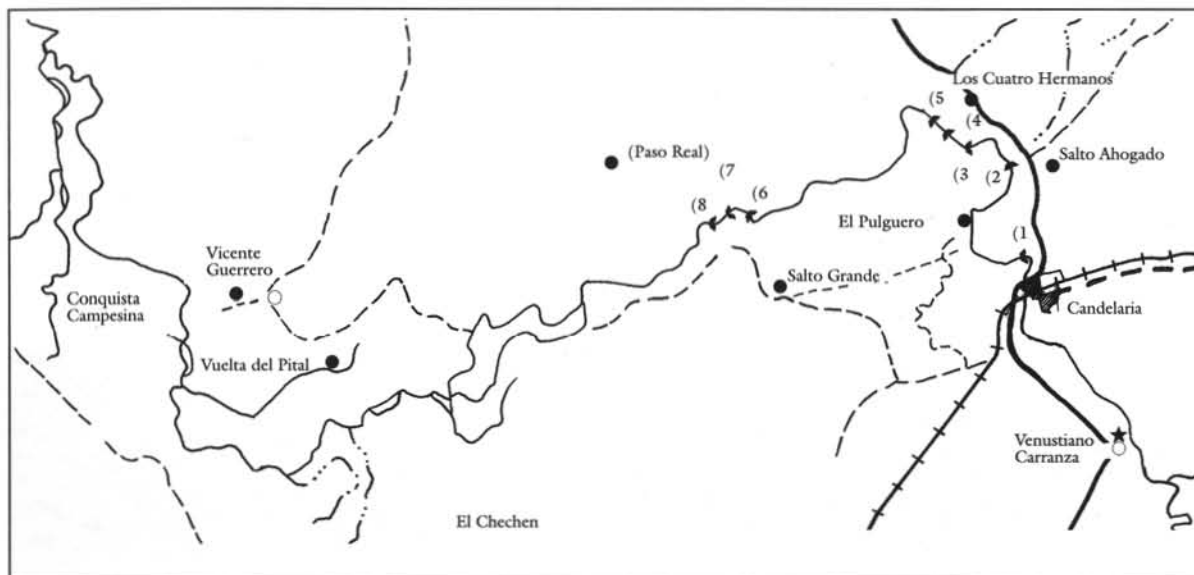 Los Cuatro Hermanos
(5
(4
(Paso Real)
Salto Ahogado
(7
(3
(2
(8
(6
El Pulguero
(1
Vicente
Guerrero
Salto Grande
Conquista
Campesina
Candelaria
Vuelta del Pital
Venustiano
Carranza
El Chechen